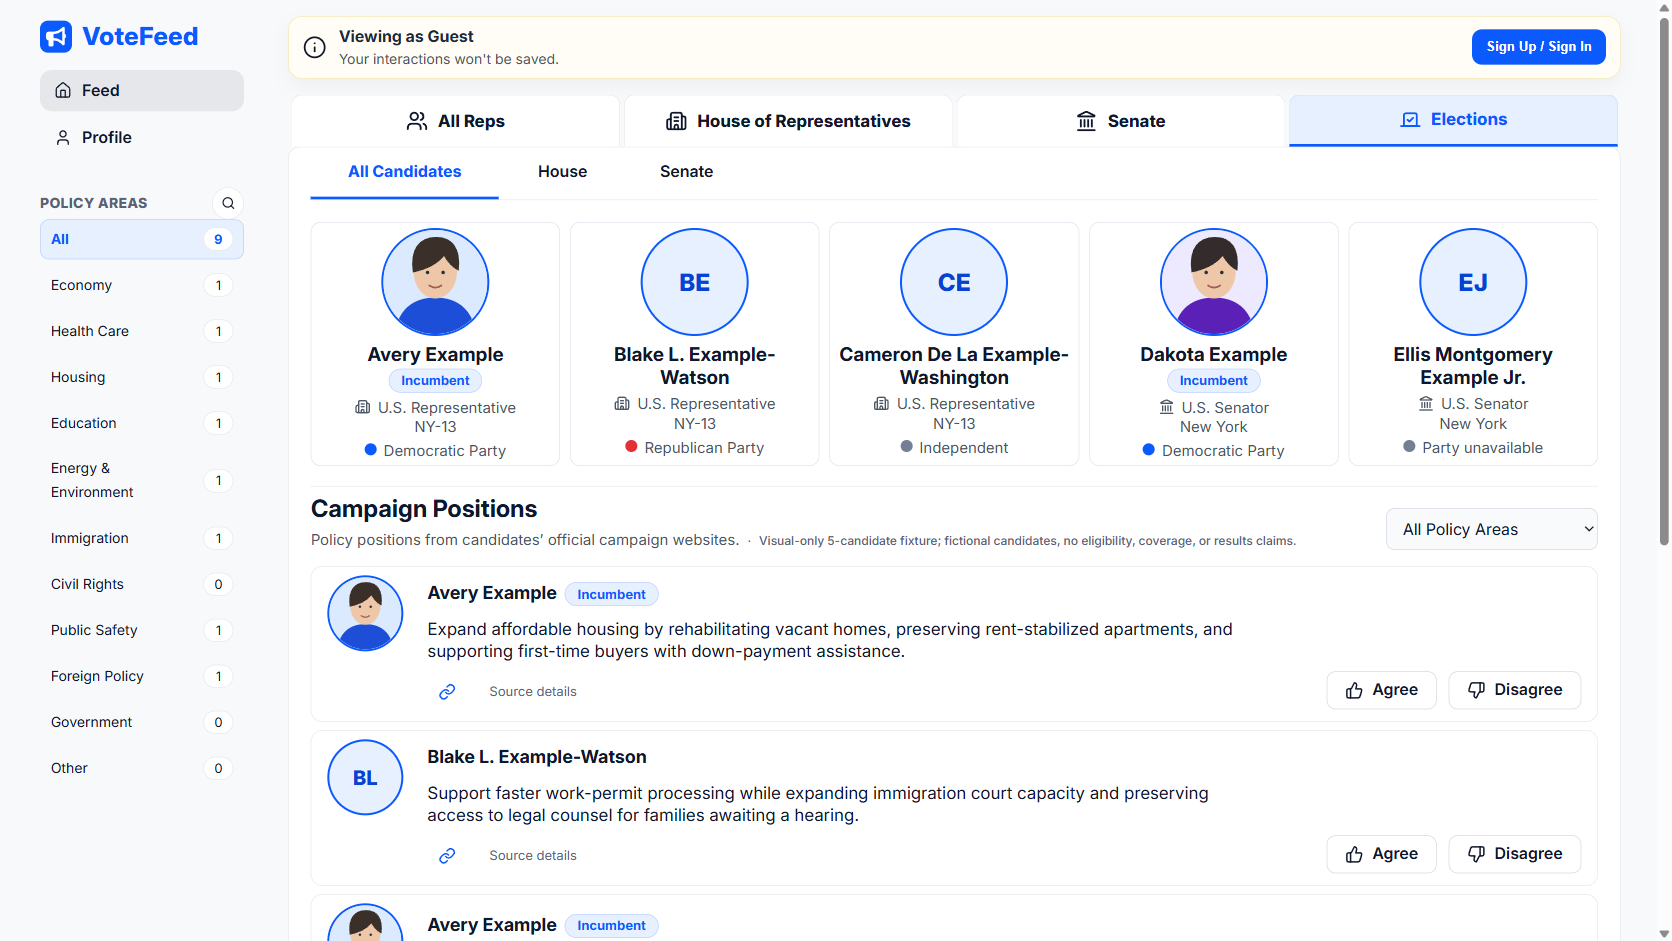 VoteFeed
Feed
Profile
POLICY AREAS
All 9
Economy 1
Health Care 1
Housing 1
Education 1
Energy &
Environment 1
Immigration 1
Civil Rights 0
Public Safety 1
Foreign Policy 1
Government 0
Other 0
Viewing as Guest
Your interactions won't be saved.
Sign Up / Sign In
All Reps
House of Representatives
Senate
Elections
All Candidates
House
Senate
Avery Example
Incumbent
U.S. Representative
NY-13
Democratic Party
BE
Blake L. Example-
Watson
U.S. Representative
NY-13
Republican Party
CE
Cameron De La Example-
Washington
U.S. Representative
NY-13
Independent
Dakota Example
Incumbent
U.S. Senator
New York
Democratic Party
EJ
Ellis Montgomery
Example Jr.
U.S. Senator
New York
Party unavailable
Campaign Positions
Policy positions from candidates’ official campaign websites. · Visual-only 5-candidate fixture; fictional candidates, no eligibility, coverage, or results claims.
All Policy Areas
Avery Example Incumbent
Expand affordable housing by rehabilitating vacant homes, preserving rent-stabilized apartments, and
supporting first-time buyers with down-payment assistance.
Source details
Agree
Disagree
BL
Blake L. Example-Watson
Support faster work-permit processing while expanding immigration court capacity and preserving
access to legal counsel for families awaiting a hearing.
Source details
Agree
Disagree
Avery Example Incumbent